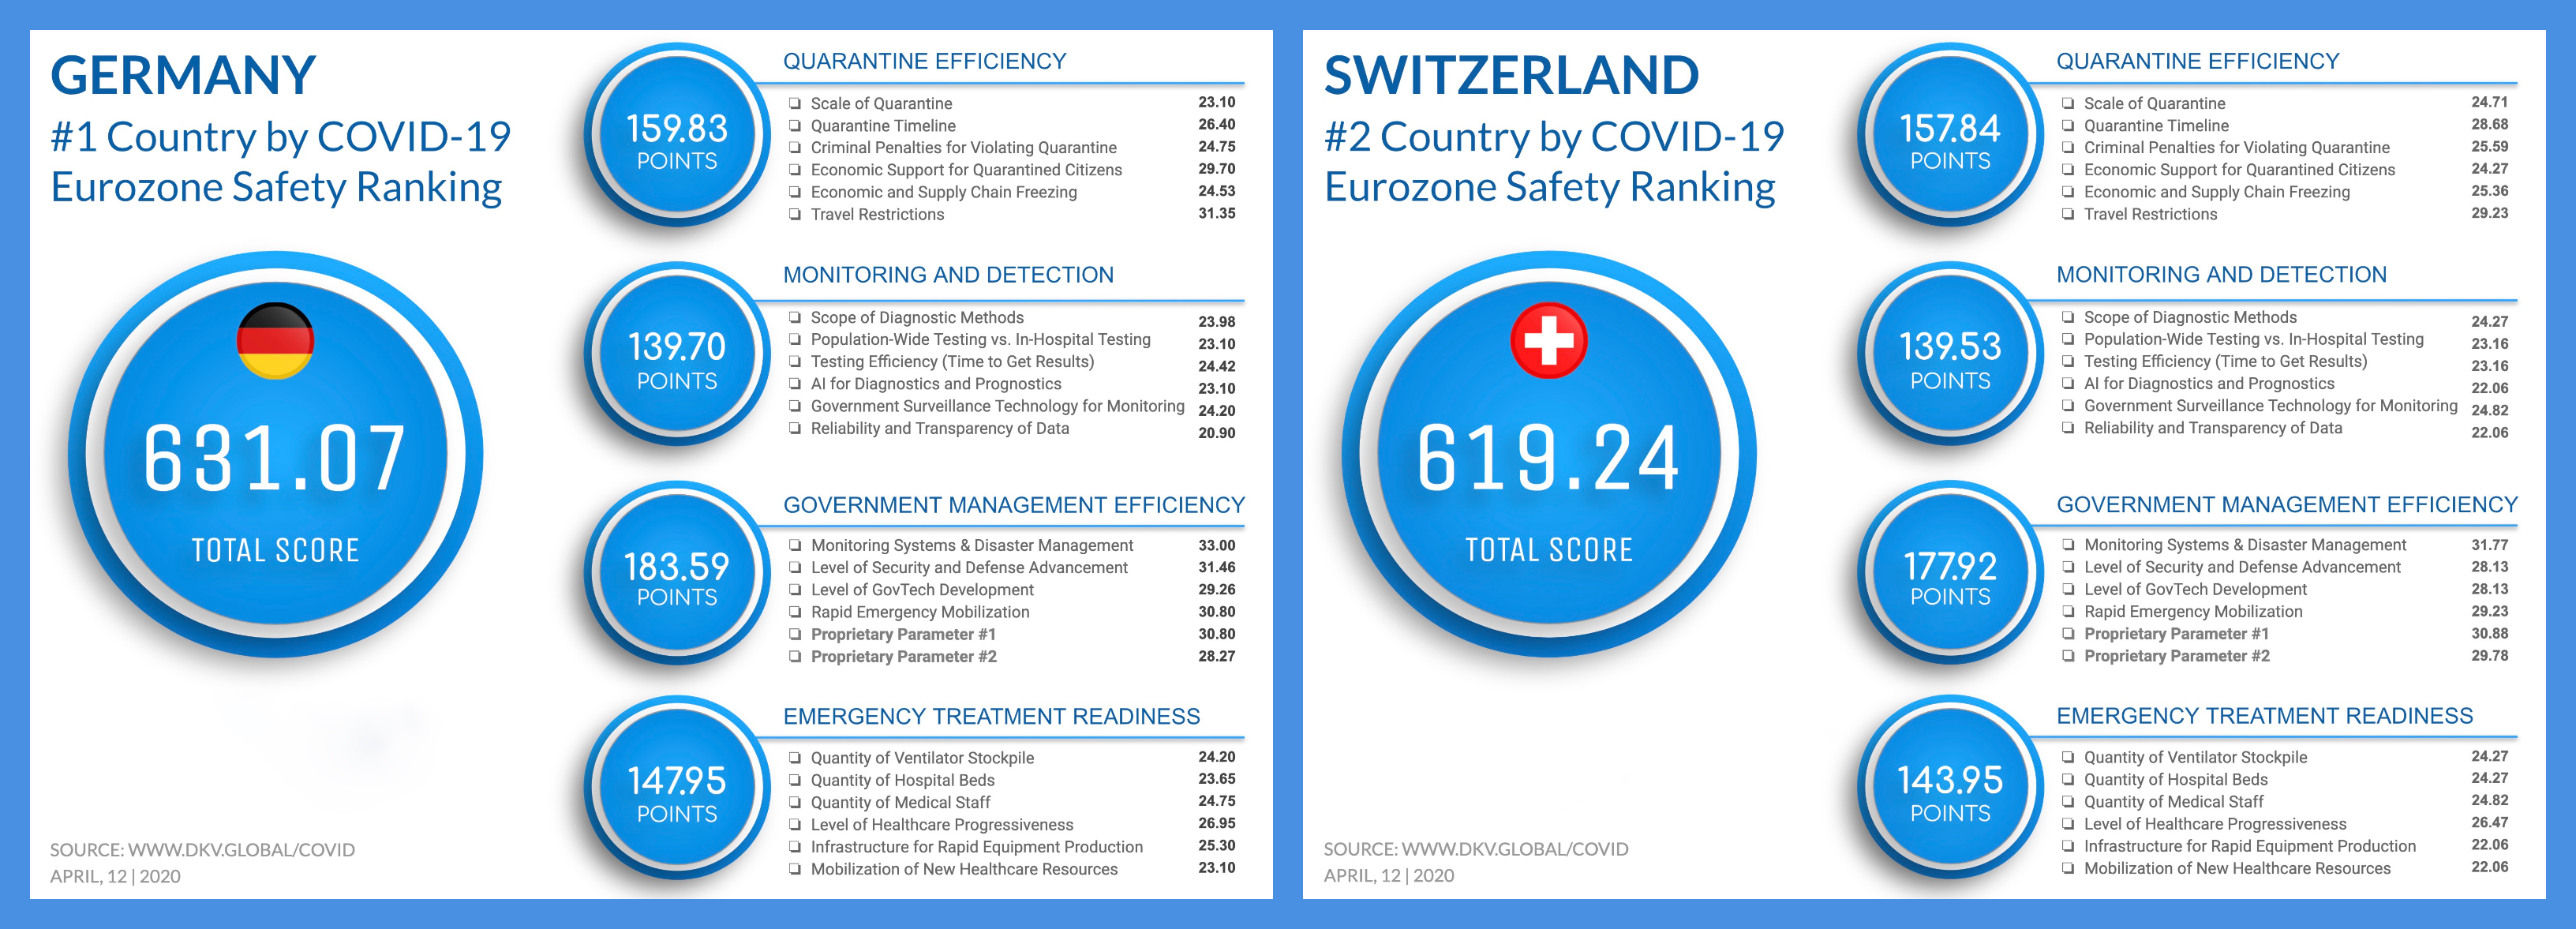 GERMANY
#1 Country by COVID-19
Eurozone Safety Ranking
631.07
TOTAL SCORE
SOURCE: WWW.DKV.GLOBAL/COVID
APRIL, 12 | 2020
159.83
POINTS
QUARANTINE EFFICIENCY
Scale of Quarantine 23.10
Quarantine Timeline 26.40
Criminal Penalties for Violating Quarantine 24.75
Economic Support for Quarantined Citizens 29.70
Economic and Supply Chain Freezing 24.53
Travel Restrictions 31.35
139.70
POINTS
MONITORING AND DETECTION
Scope of Diagnostic Methods 23.98
Population-Wide Testing vs. In-Hospital Testing 23.10
Testing Efficiency (Time to Get Results) 24.42
AI for Diagnostics and Prognostics 23.10
Government Surveillance Technology for Monitoring 24.20
Reliability and Transparency of Data 20.90
183.59
POINTS
GOVERNMENT MANAGEMENT EFFICIENCY
Monitoring Systems & Disaster Management 33.00
Level of Security and Defense Advancement 31.46
Level of GovTech Development 29.26
Rapid Emergency Mobilization 30.80
Proprietary Parameter #1 30.80
Proprietary Parameter #2 28.27
147.95
POINTS
EMERGENCY TREATMENT READINESS
Quantity of Ventilator Stockpile 24.20
Quantity of Hospital Beds 23.65
Quantity of Medical Staff 24.75
Level of Healthcare Progressiveness 26.95
Infrastructure for Rapid Equipment Production 25.30
Mobilization of New Healthcare Resources 23.10
SWITZERLAND
#2 Country by COVID-19
Eurozone Safety Ranking
619.24
TOTAL SCORE
SOURCE: WWW.DKV.GLOBAL/COVID
APRIL, 12 | 2020
157.84
POINTS
QUARANTINE EFFICIENCY
Scale of Quarantine 24.71
Quarantine Timeline 28.68
Criminal Penalties for Violating Quarantine 25.59
Economic Support for Quarantined Citizens 24.27
Economic and Supply Chain Freezing 25.36
Travel Restrictions 29.23
139.53
POINTS
MONITORING AND DETECTION
Scope of Diagnostic Methods 24.27
Population-Wide Testing vs. In-Hospital Testing 23.16
Testing Efficiency (Time to Get Results) 23.16
AI for Diagnostics and Prognostics 22.06
Government Surveillance Technology for Monitoring 24.82
Reliability and Transparency of Data 22.06
177.92
POINTS
GOVERNMENT MANAGEMENT EFFICIENCY
Monitoring Systems & Disaster Management 31.77
Level of Security and Defense Advancement 28.13
Level of GovTech Development 28.13
Rapid Emergency Mobilization 29.23
Proprietary Parameter #1 30.88
Proprietary Parameter #2 29.78
143.95
POINTS
EMERGENCY TREATMENT READINESS
Quantity of Ventilator Stockpile 24.27
Quantity of Hospital Beds 24.27
Quantity of Medical Staff 24.82
Level of Healthcare Progressiveness 26.47
Infrastructure for Rapid Equipment Production 22.06
Mobilization of New Healthcare Resources 22.06